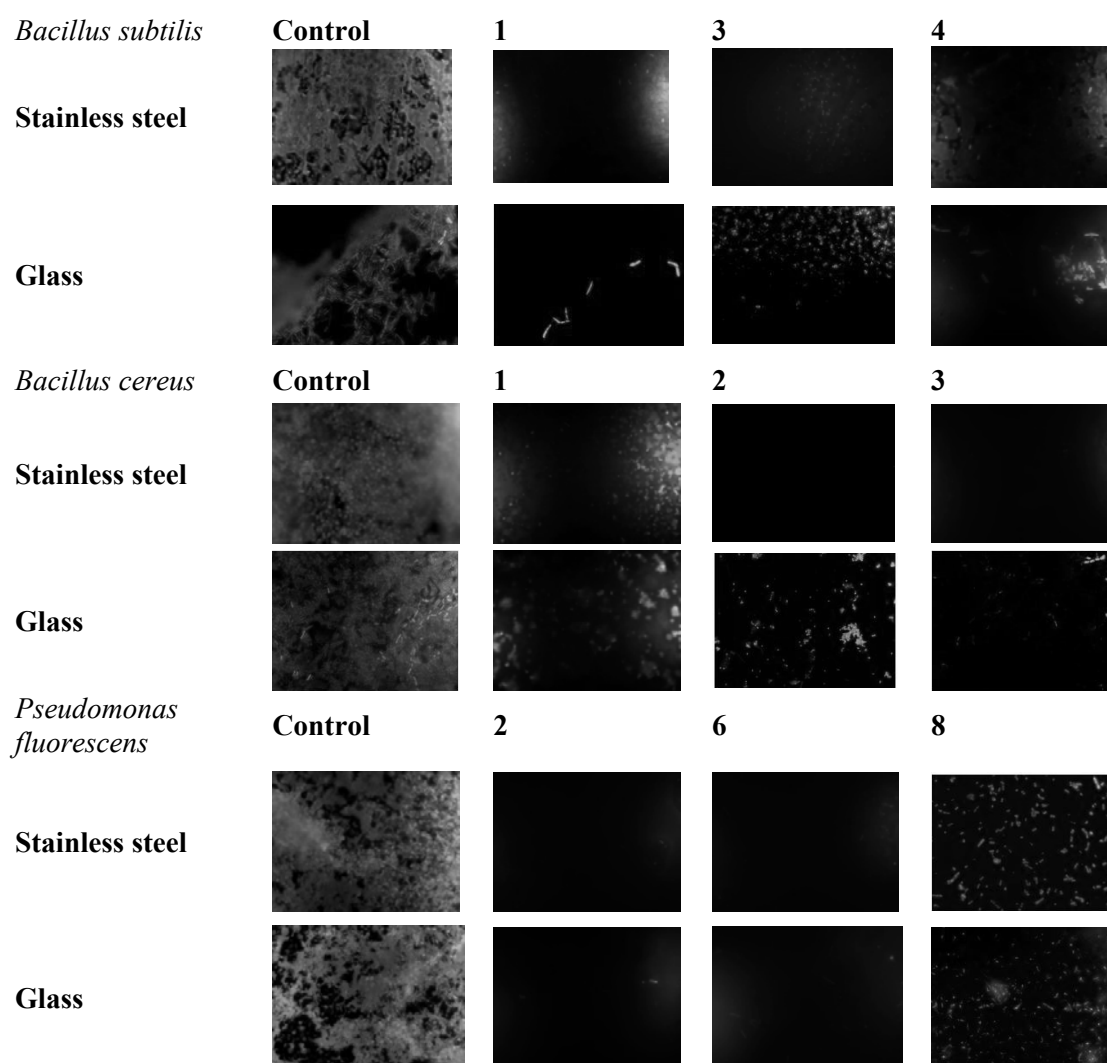 Bacillus subtilis Control 1 3 4
Stainless steel
Glass
Bacillus cereus Control 1 2 3
Stainless steel
Glass
Pseudomonas
fluorescens Control 2 6 8
Stainless steel
Glass